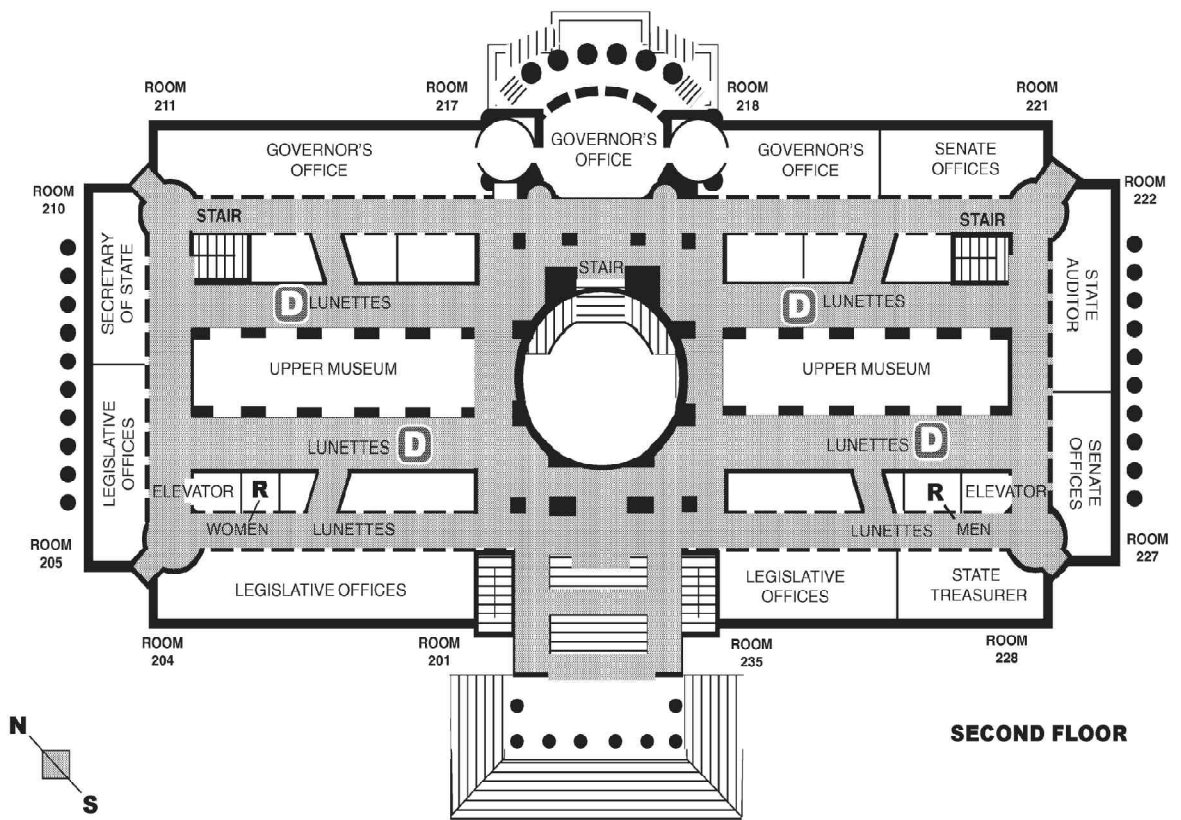 ROOM
211
ROOM
217
ROOM
218
ROOM
221
GOVERNOR'S
OFFICE
GOVERNOR'S
OFFICE
GOVERNOR'S
OFFICE
SENATE
OFFICES
ROOM
210
ROOM
222
STAIR
STAIR
STAIR
SECRETARY
OF STATE
STATE
AUDITOR
D LUNETTES
D LUNETTES
UPPER MUSEUM
UPPER MUSEUM
LEGISLATIVE
OFFICES
SENATE
OFFICES
LUNETTES D
LUNETTES D
ELEVATOR
R
R
ELEVATOR
WOMEN
LUNETTES
LUNETTES
MEN
ROOM
205
ROOM
227
LEGISLATIVE OFFICES
LEGISLATIVE
OFFICES
STATE
TREASURER
ROOM
204
ROOM
201
ROOM
235
ROOM
228
N
S
SECOND FLOOR